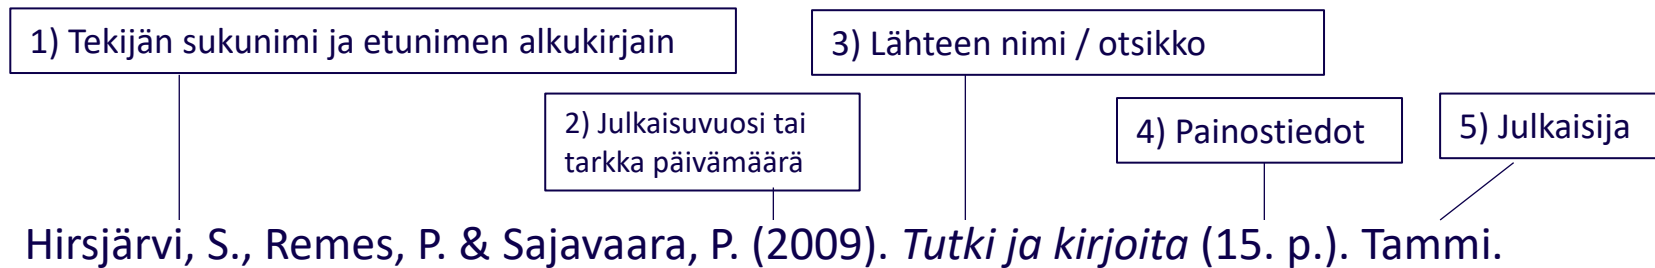 1) Tekijän sukunimi ja etunimen alkukirjain
3) Lähteen nimi / otsikko
2) Julkaisuvuosi tai
tarkka päivämäärä
4) Painostiedot
5) Julkaisija
Hirsjärvi, S., Remes, P. & Sajavaara, P. (2009). Tutki ja kirjoita (15. p.). Tammi.